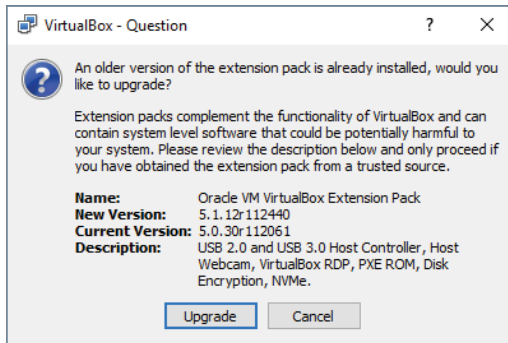 VirtualBox - Question
An older version of the extension pack is already installed, would you
like to upgrade?
Extension packs complement the functionality of VirtualBox and can
contain system level software that could be potentially harmful to
your system. Please review the description below and only proceed if
you have obtained the extension pack from a trusted source.
Name: Oracle VM VirtualBox Extension Pack
New Version: 5.1.12r112440
Current Version: 5.0.30r112061
Description: USB 2.0 and USB 3.0 Host Controller, Host
Webcam, VirtualBox RDP, PXE ROM, Disk
Encryption, NVMe.
Upgrade Cancel